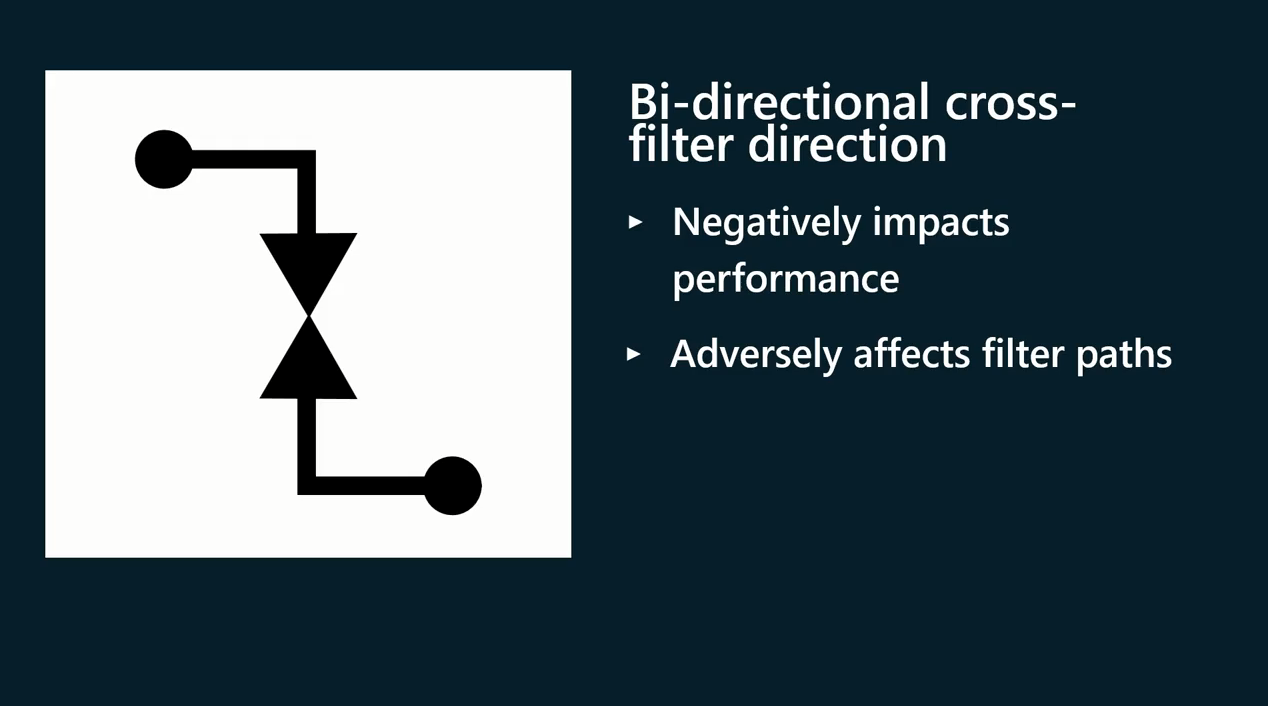 Bi-directional cross-
filter direction
▸ Negatively impacts
performance
▸ Adversely affects filter paths